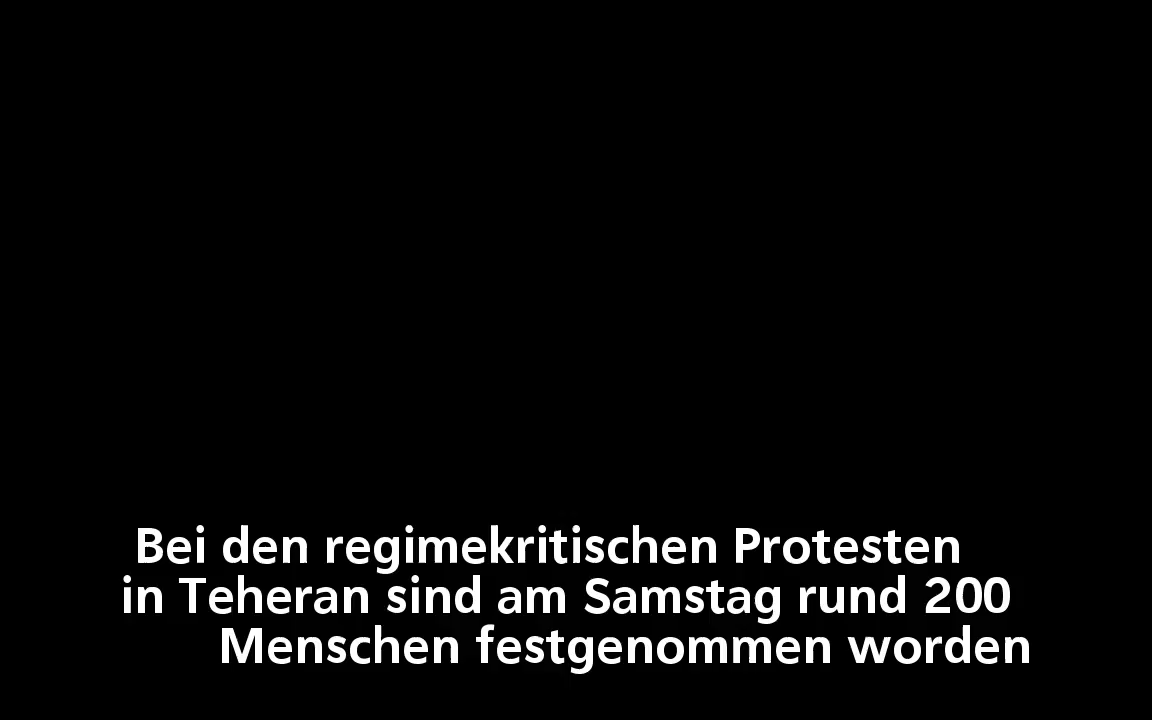 Bei den regimekritischen Protesten
in Teheran sind am Samstag rund 200
Menschen festgenommen worden